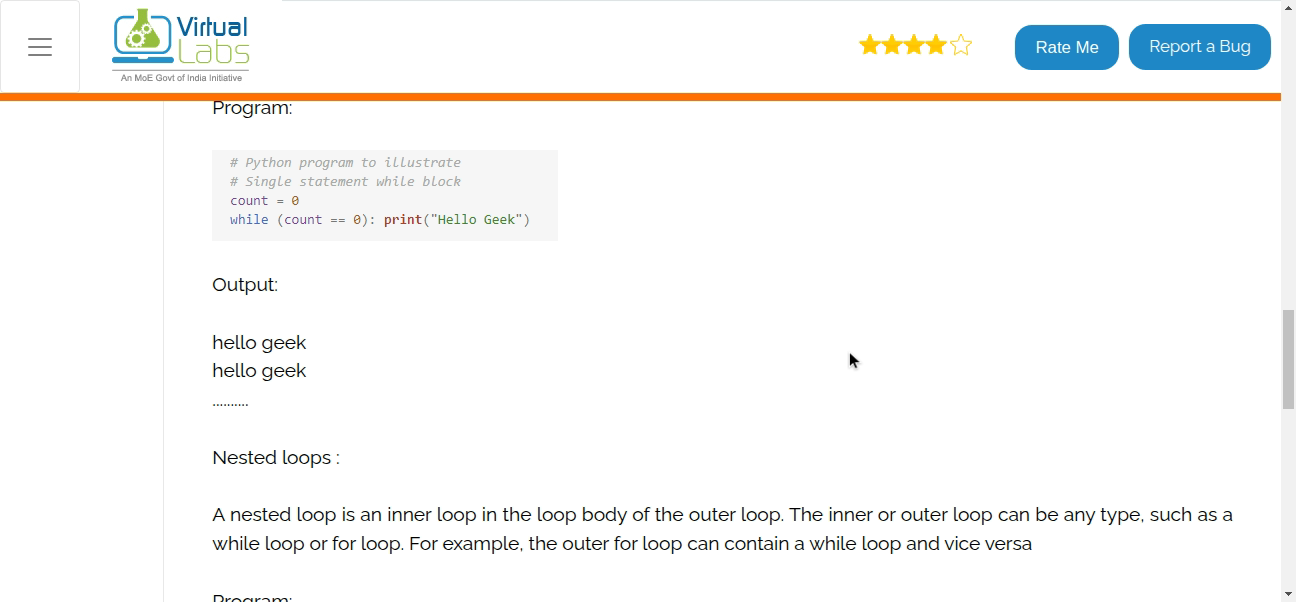 Virtual
Labs
An MoE Govt of India Initiative
Rate Me
Report a Bug
Program:
# Python program to illustrate
# Single statement while block
count = 0
while (count == 0): print("Hello Geek")
Output:
hello geek
hello geek
..........
Nested loops :
A nested loop is an inner loop in the loop body of the outer loop. The inner or outer loop can be any type, such as a
while loop or for loop. For example, the outer for loop can contain a while loop and vice versa
Program: